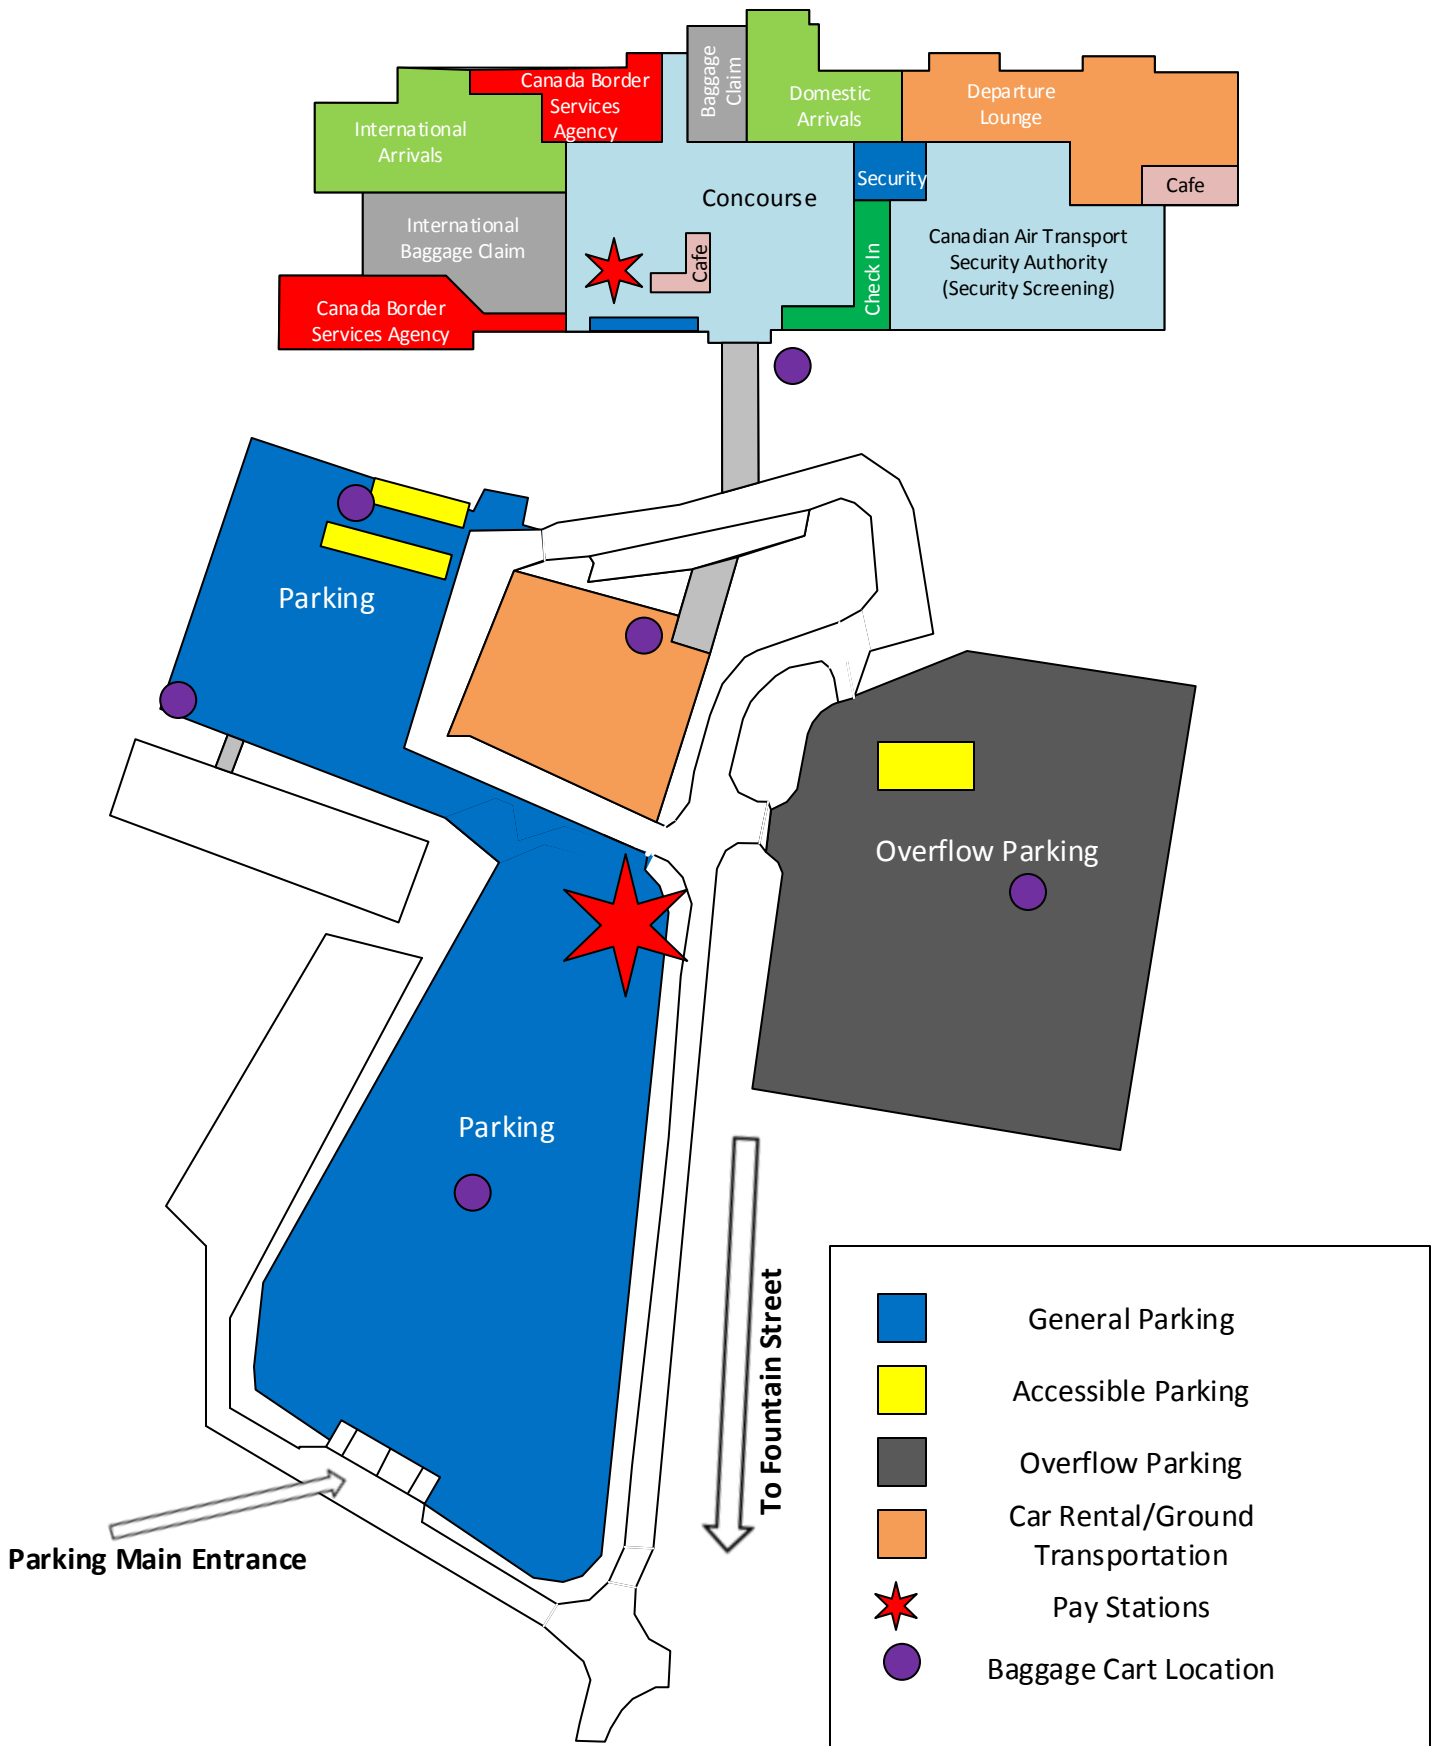 Baggage
Claim
Canada Border
Services
Agency
Domestic
Arrivals
Departure
Lounge
International
Arrivals
Security
Cafe
Concourse
International
Baggage Claim
Cafe
Check In
Canadian Air Transport
Security Authority
(Security Screening)
Canada Border
Services Agency
Parking
Overflow Parking
Parking
To Fountain Street
Parking Main Entrance
General Parking
Accessible Parking
Overflow Parking
Car Rental/Ground
Transportation
Pay Stations
Baggage Cart Location